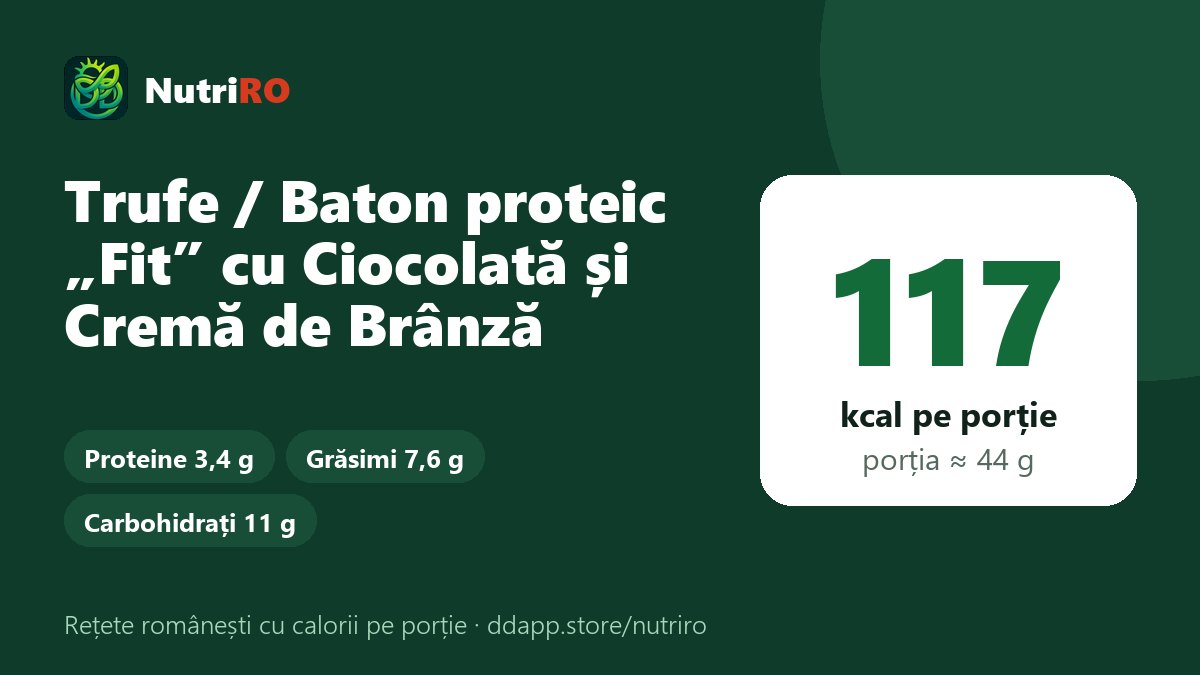 NutriRO
Trufe / Baton proteic
„Fit” cu Ciocolată și
Cremă de Brânză
117
kcal pe porție
porția ≈ 44 g
Proteine 3,4 g
Grăsimi 7,6 g
Carbohidrați 11 g
Rețete românești cu calorii pe porție · ddapp.store/nutriro